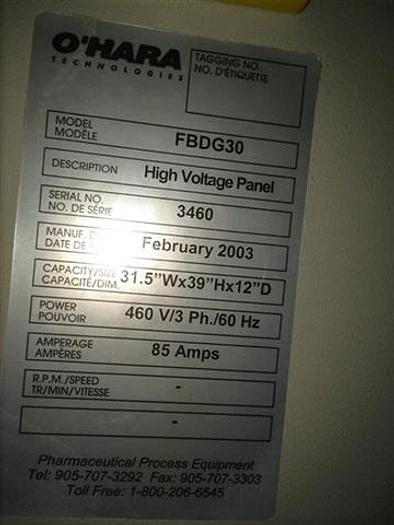 O'HARA
TECHNOLOGIES
TAGGING NO.
NO. D'ÉTIQUETTE
MODEL
MODÈLE
FBDG30
DESCRIPTION
High Voltage Panel
SERIAL NO.
NO. DE SÉRIE
3460
MANUF. D
DATE DE
February 2003
CAPACITY/SIZE
CAPACITÉ/DIM.
31.5"Wx39"Hx12"D
POWER
POUVOIR
460 V/3 Ph./60 Hz
AMPERAGE
AMPÈRES
85 Amps
R.P.M./SPEED
TR/MIN/VITESSE
-
-
Pharmaceutical Process Equipment
Tel: 905-707-3292 Fax: 905-707-3303
Toll Free: 1-800-206-6545